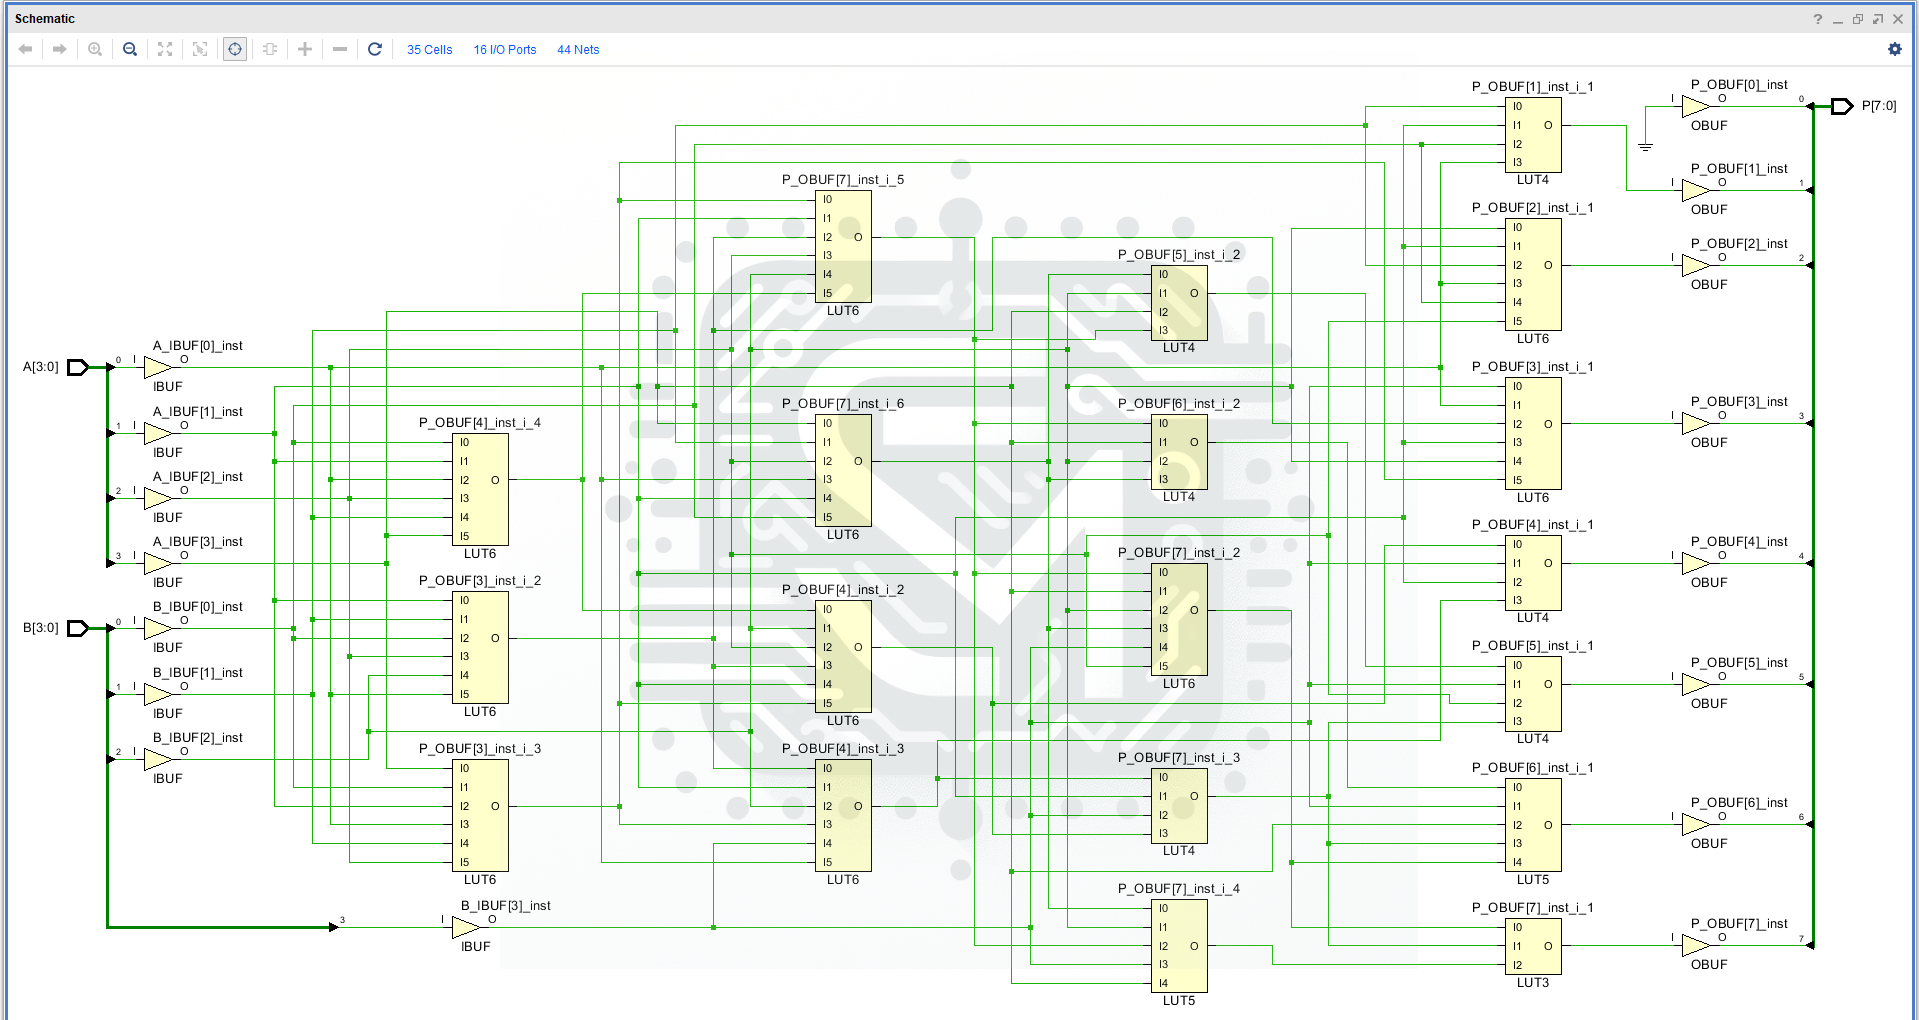 Schematic
35 Cells 16 I/O Ports 44 Nets
A[3:0]
B[3:0]
0
1
2
3
0
1
2
3
A_IBUF[0]_inst
I O
IBUF
A_IBUF[1]_inst
I O
IBUF
A_IBUF[2]_inst
I O
IBUF
A_IBUF[3]_inst
I O
IBUF
B_IBUF[0]_inst
I O
IBUF
B_IBUF[1]_inst
I O
IBUF
B_IBUF[2]_inst
I O
IBUF
B_IBUF[3]_inst
I O
IBUF
P_OBUF[4]_inst_i_4
I0
I1
I2 O
I3
I4
I5
LUT6
P_OBUF[3]_inst_i_2
I0
I1
I2 O
I3
I4
I5
LUT6
P_OBUF[3]_inst_i_3
I0
I1
I2 O
I3
I4
I5
LUT6
P_OBUF[7]_inst_i_5
I0
I1
I2 O
I3
I4
I5
LUT6
P_OBUF[7]_inst_i_6
I0
I1
I2 O
I3
I4
I5
LUT6
P_OBUF[4]_inst_i_2
I0
I1
I2 O
I3
I4
I5
LUT6
P_OBUF[4]_inst_i_3
I0
I1
I2 O
I3
I4
I5
LUT6
P_OBUF[5]_inst_i_2
I0
I1 O
I2
I3
LUT4
P_OBUF[6]_inst_i_2
I0
I1 O
I2
I3
LUT4
P_OBUF[7]_inst_i_2
I0
I1
I2 O
I3
I4
I5
LUT6
P_OBUF[7]_inst_i_3
I0
I1 O
I2
I3
LUT4
P_OBUF[7]_inst_i_4
I0
I1
I2 O
I3
I4
LUT5
P_OBUF[1]_inst_i_1
I0
I1 O
I2
I3
LUT4
P_OBUF[2]_inst_i_1
I0
I1
I2 O
I3
I4
I5
LUT6
P_OBUF[3]_inst_i_1
I0
I1
I2 O
I3
I4
I5
LUT6
P_OBUF[4]_inst_i_1
I0
I1 O
I2
I3
LUT4
P_OBUF[5]_inst_i_1
I0
I1 O
I2
I3
LUT4
P_OBUF[6]_inst_i_1
I0
I1
I2 O
I3
I4
LUT5
P_OBUF[7]_inst_i_1
I0
I1 O
I2
LUT3
P_OBUF[0]_inst
I O
OBUF
P_OBUF[1]_inst
I O
OBUF
P_OBUF[2]_inst
I O
OBUF
P_OBUF[3]_inst
I O
OBUF
P_OBUF[4]_inst
I O
OBUF
P_OBUF[5]_inst
I O
OBUF
P_OBUF[6]_inst
I O
OBUF
P_OBUF[7]_inst
I O
OBUF
0
1
2
3
4
5
6
7
P[7:0]